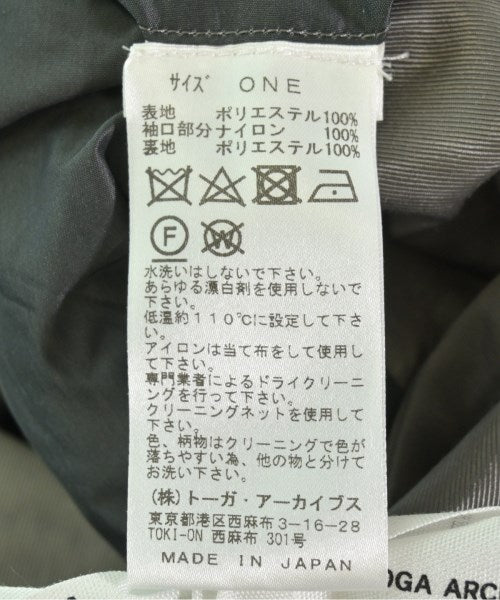 サイズ ONE
表地 ポリエステル100%
袖口部分ナイロン 100%
裏地 ポリエステル100%
F W
水洗いはしないで下さい。
あらゆる漂白剤を使用しないで
下さい。
低温約110℃に設定して下さ
い。
アイロンは当て布をして使用し
て下さい。
専門業者によるドライクリーニ
ングを行って下さい。
クリーニングネットを使用して
下さい。
色、柄物はクリーニングで色が
落ちやすい為、他の物と分けて
お洗い下さい。
(株)トーガ・アーカイブス
東京都港区西麻布3-16-28
TOKI-ON 西麻布 301号
MADE IN JAPAN
OGA ARC